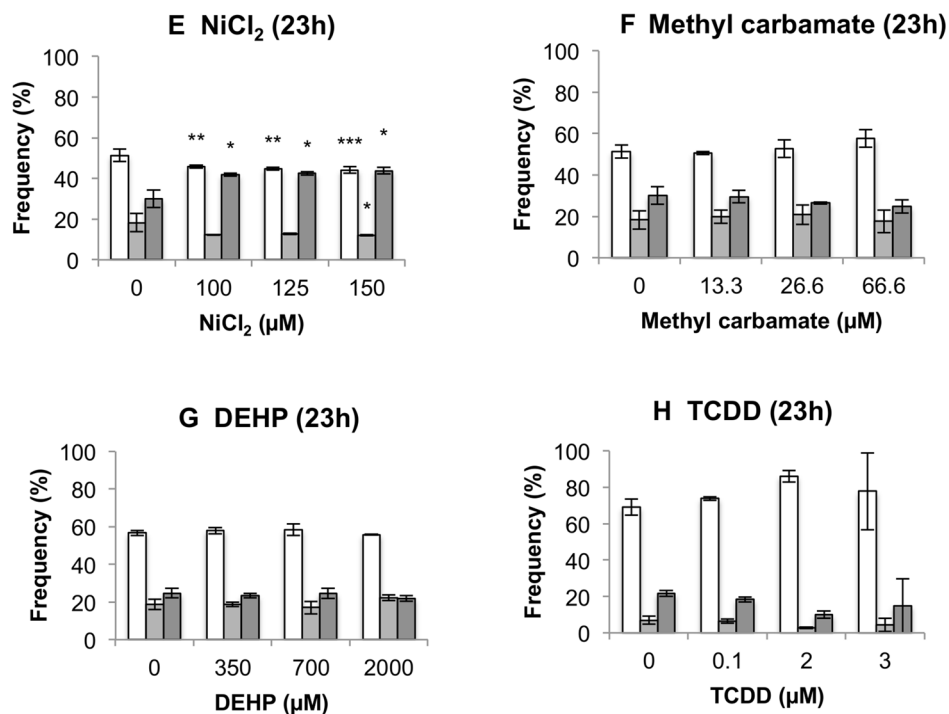 E NiCl₂ (23h)
Frequency (%)
100
80
60
40
20
0
** * ** * *** * *
0 100 125 150
NiCl₂ (µM)
F Methyl carbamate (23h)
Frequency (%)
100
80
60
40
20
0
0 13.3 26.6 66.6
Methyl carbamate (µM)
G DEHP (23h)
Frequency (%)
100
80
60
40
20
0
0 350 700 2000
DEHP (µM)
H TCDD (23h)
Frequency (%)
100
80
60
40
20
0
0 0.1 2 3
TCDD (µM)